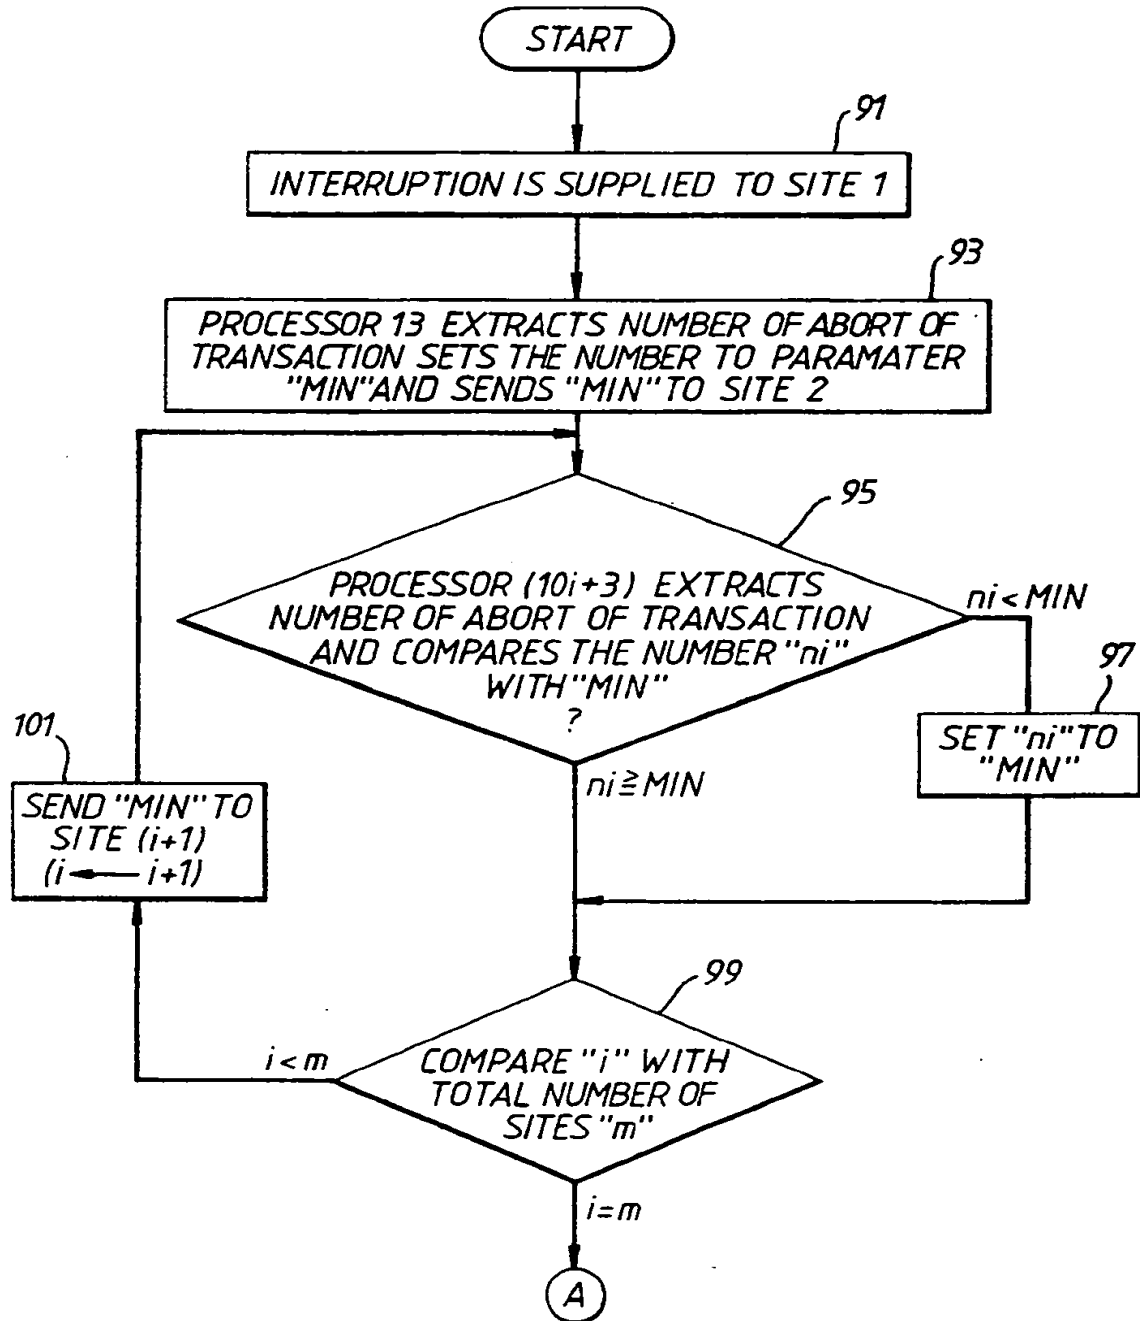 START
91
INTERRUPTION IS SUPPLIED TO SITE 1
93
PROCESSOR 13 EXTRACTS NUMBER OF ABORT OF
TRANSACTION SETS THE NUMBER TO PARAMATER
"MIN" AND SENDS "MIN" TO SITE 2
95
PROCESSOR (10i+3) EXTRACTS
NUMBER OF ABORT OF TRANSACTION
AND COMPARES THE NUMBER "ni"
WITH "MIN"
?
ni < MIN
97
SET "ni" TO
"MIN"
ni ≧ MIN
101
SEND "MIN" TO
SITE (i+1)
(i ← i+1)
99
COMPARE "i" WITH
TOTAL NUMBER OF
SITES "m"
i < m
i = m
A